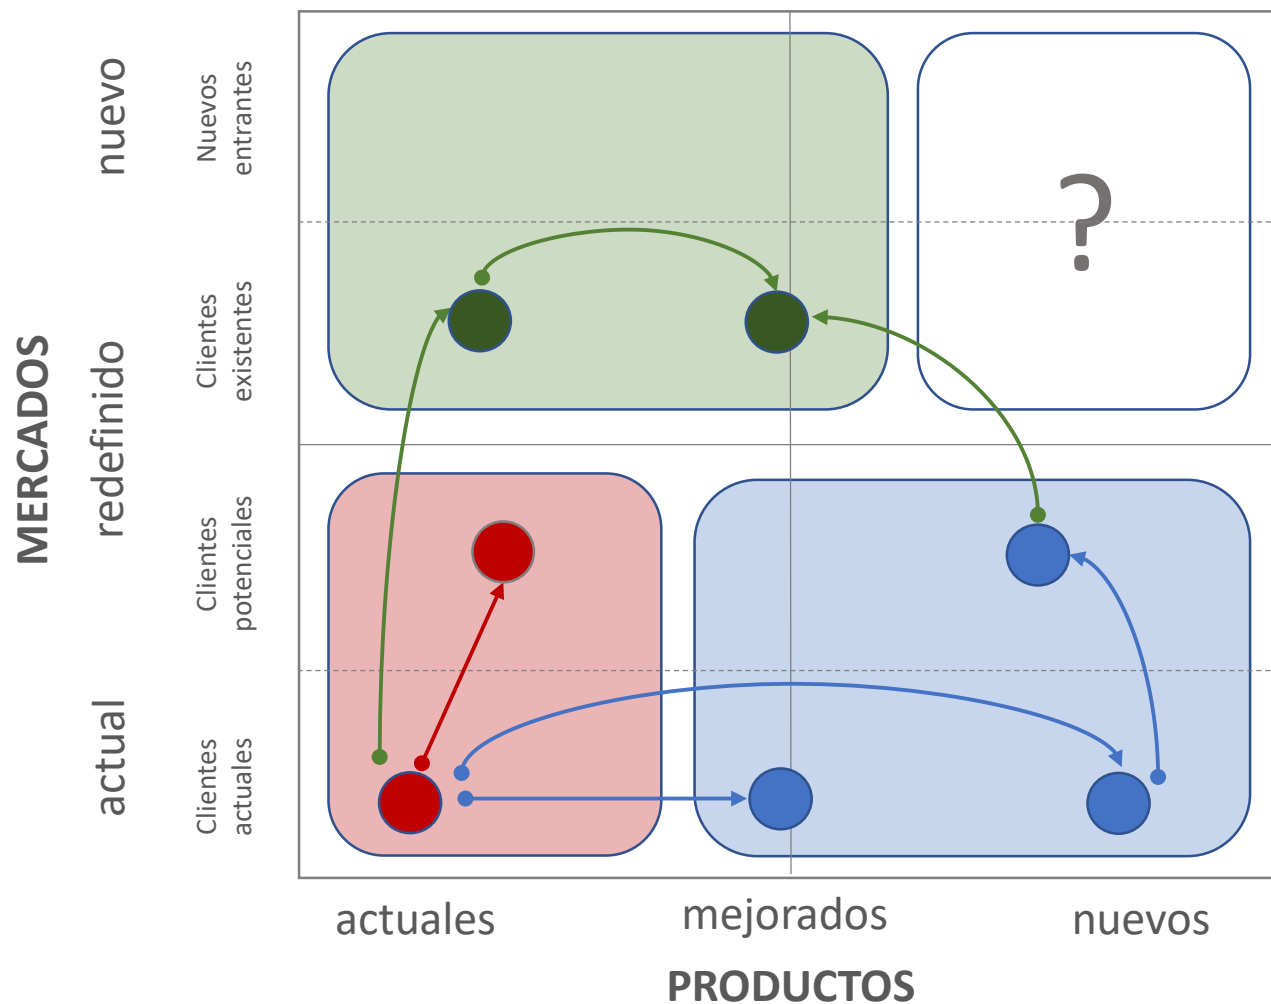 MERCADOS
nuevo
redefinido
actual
Nuevos
entrantes
Clientes
existentes
Clientes
potenciales
Clientes
actuales
?
actuales
mejorados
nuevos
PRODUCTOS